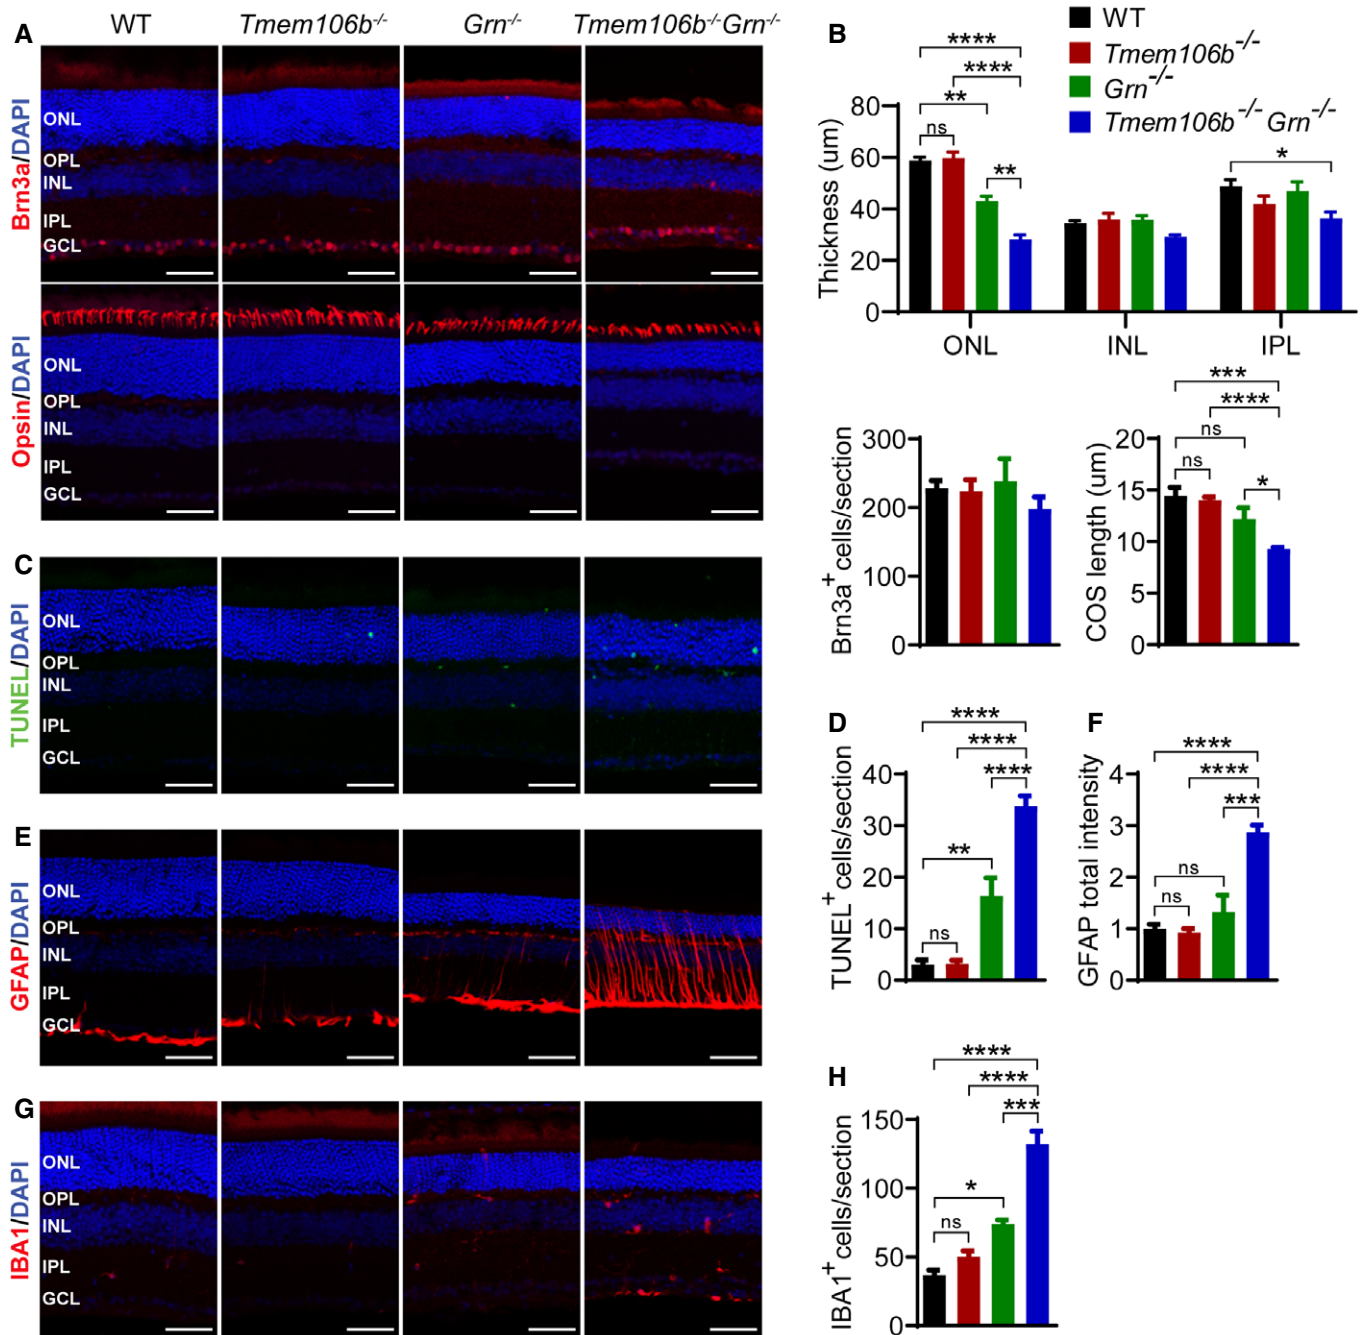 A
WT
Tmem106b-/-
Grn-/-
Tmem106b-/-Grn-/-
Brn3a/DAPI
ONL
OPL
INL
IPL
GCL
Opsin/DAPI
ONL
OPL
INL
IPL
GCL
B
WT
Tmem106b-/-
Grn-/-
Tmem106b-/-Grn-/-
Thickness (um)
80
60
40
20
0
****
****
**
ns
**
*
ONL
INL
IPL
Brn3a+ cells/section
300
200
100
0
COS length (um)
20
15
10
5
0
***
****
ns
ns
*
C
TUNEL/DAPI
ONL
OPL
INL
IPL
GCL
D
TUNEL+ cells/section
40
30
20
10
0
****
****
****
**
ns
F
GFAP total intensity
4
3
2
1
0
****
****
***
ns
ns
E
GFAP/DAPI
ONL
OPL
INL
IPL
GCL
G
IBA1/DAPI
ONL
OPL
INL
IPL
GCL
H
IBA1+ cells/section
150
100
50
0
****
****
***
*
ns